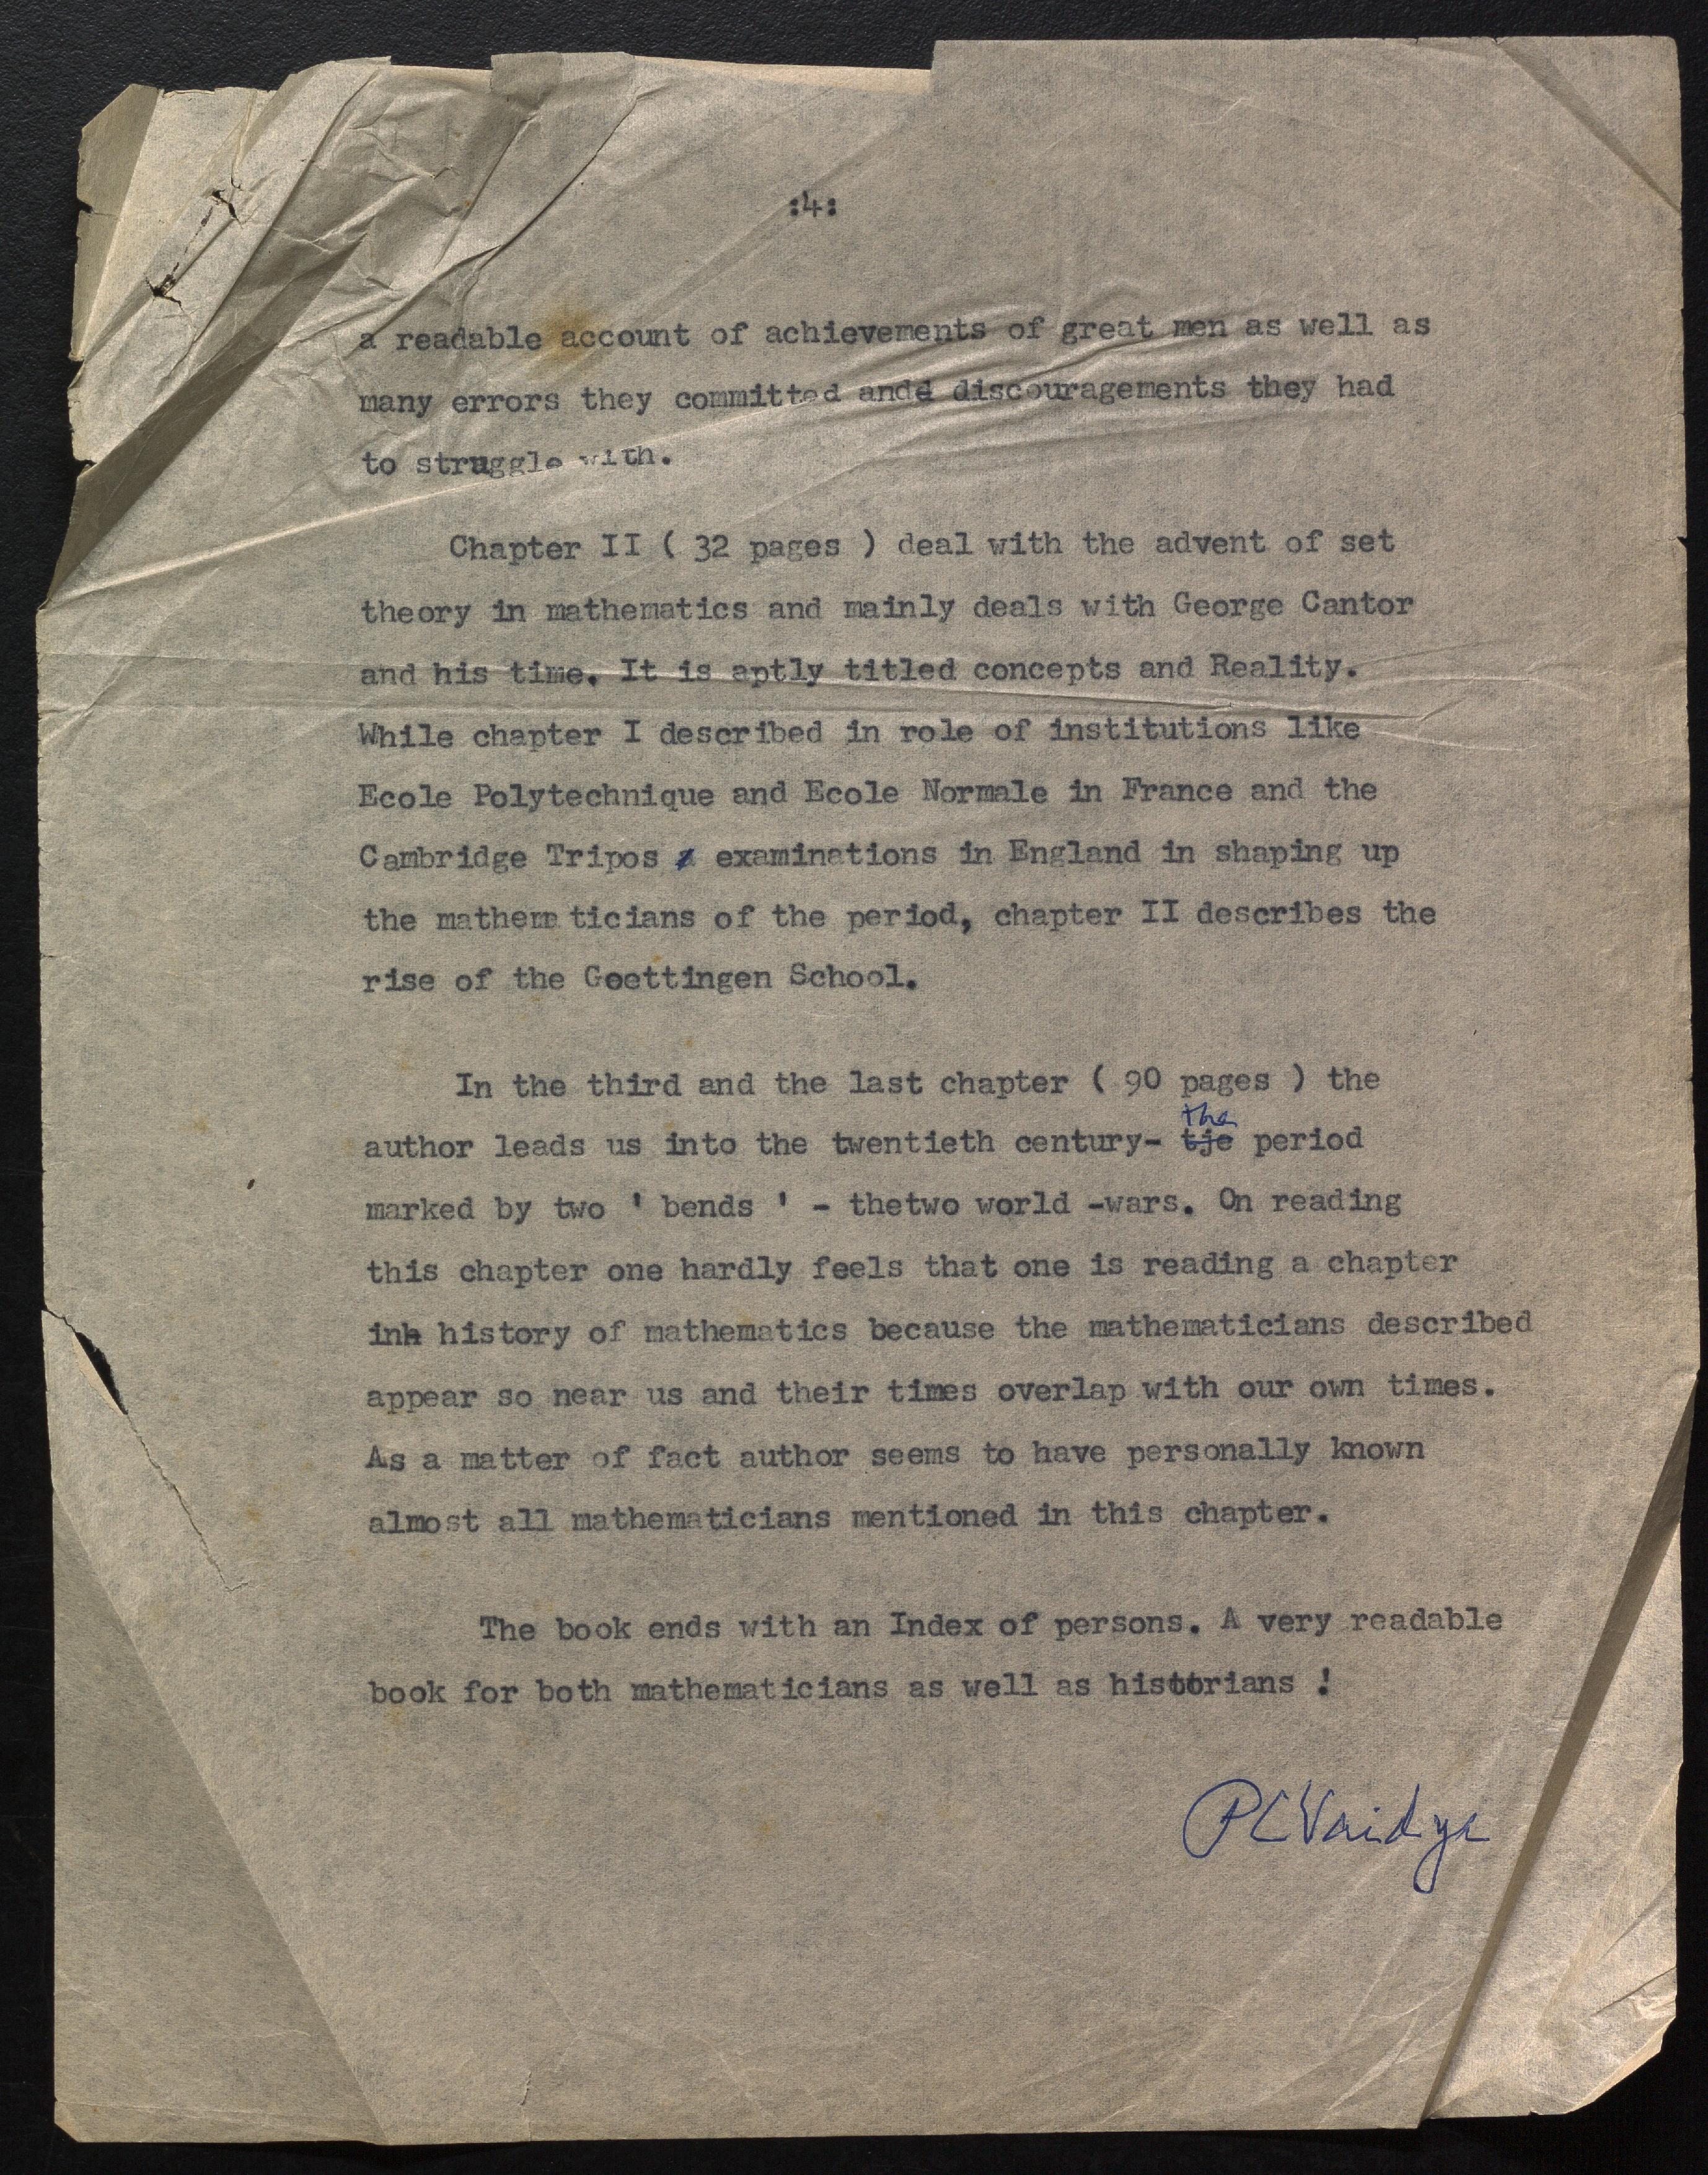 :4:
a readable account of achievements of great men as well as
many errors they committed andd discouragements they had
to struggle with.
Chapter II ( 32 pages ) deal with the advent of set
theory in mathematics and mainly deals with George Cantor
and his time. It is aptly titled concepts and Reality.
While chapter I described in role of institutions like
Ecole Polytechnique and Ecole Normale in France and the
Cambridge Tripos examinations in England in shaping up
the mathem ticians of the period, chapter II describes the
rise of the Goettingen School.
In the third and the last chapter ( 90 pages ) the
the
author leads us into the twentieth century- tje period
marked by two ' bends ' - thetwo world -wars. On reading
this chapter one hardly feels that one is reading a chapter
inh history of mathematics because the mathematicians described
appear so near us and their times overlap with our own times.
As a matter of fact author seems to have personally known
almost all mathematicians mentioned in this chapter.
The book ends with an Index of persons. A very readable
book for both mathematicians as well as histtrians !
PCVaidya